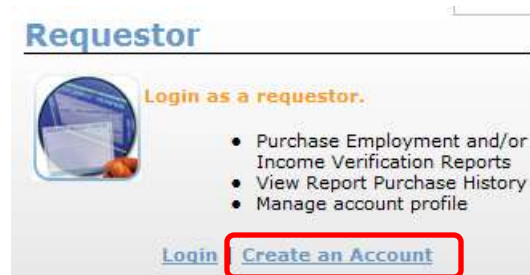 Requestor
Login as a requestor.
• Purchase Employment and/or
Income Verification Reports
• View Report Purchase History
• Manage account profile
Login | Create an Account